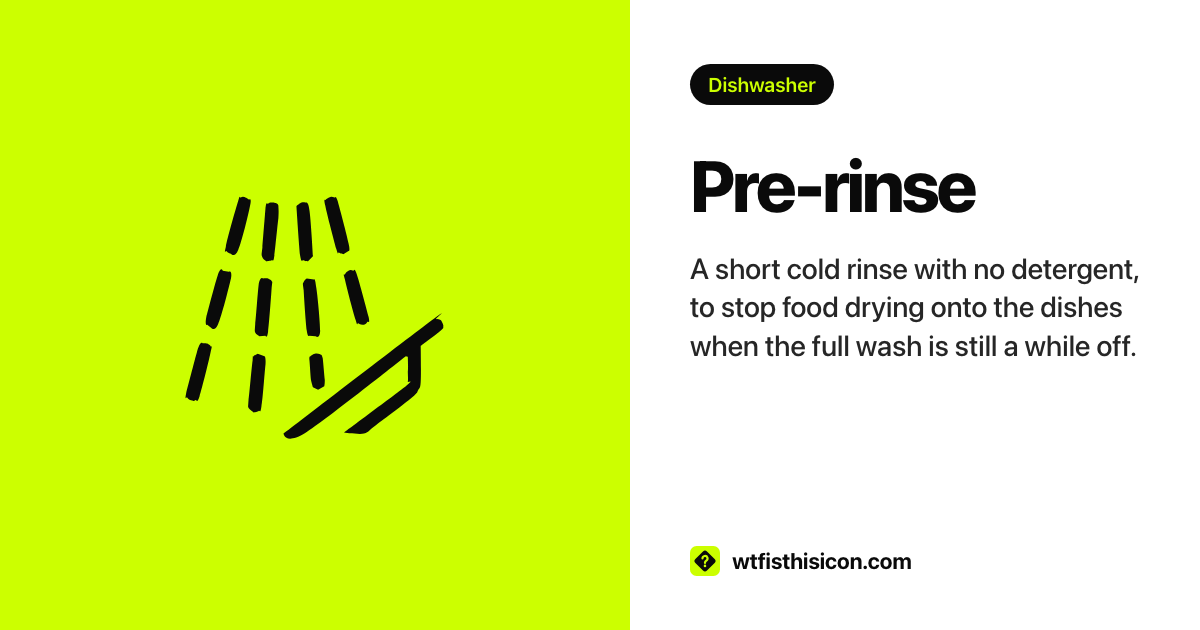 Dishwasher
Pre-rinse
A short cold rinse with no detergent,
to stop food drying onto the dishes
when the full wash is still a while off.
?
wtfisthisicon.com